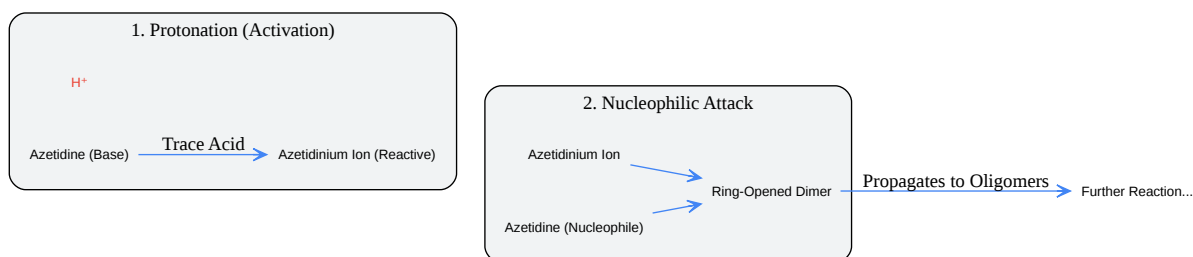 1. Protonation (Activation)
H⁺
Azetidine (Base)
Trace Acid
Azetidinium Ion (Reactive)
2. Nucleophilic Attack
Azetidinium Ion
Azetidine (Nucleophile)
Ring-Opened Dimer
Propagates to Oligomers
Further Reaction...